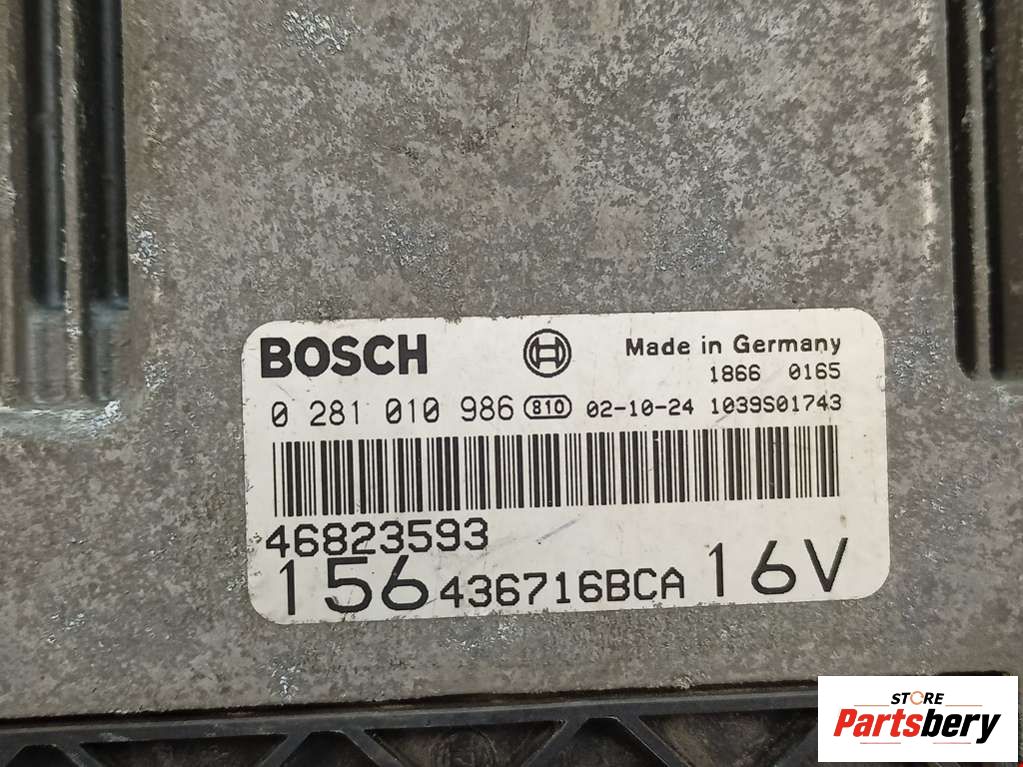 BOSCH Made in Germany
1866 0165
0 281 010 986 810 02-10-24 1039S01743
46823593
156 436716BCA 16V
STORE
Partsbery